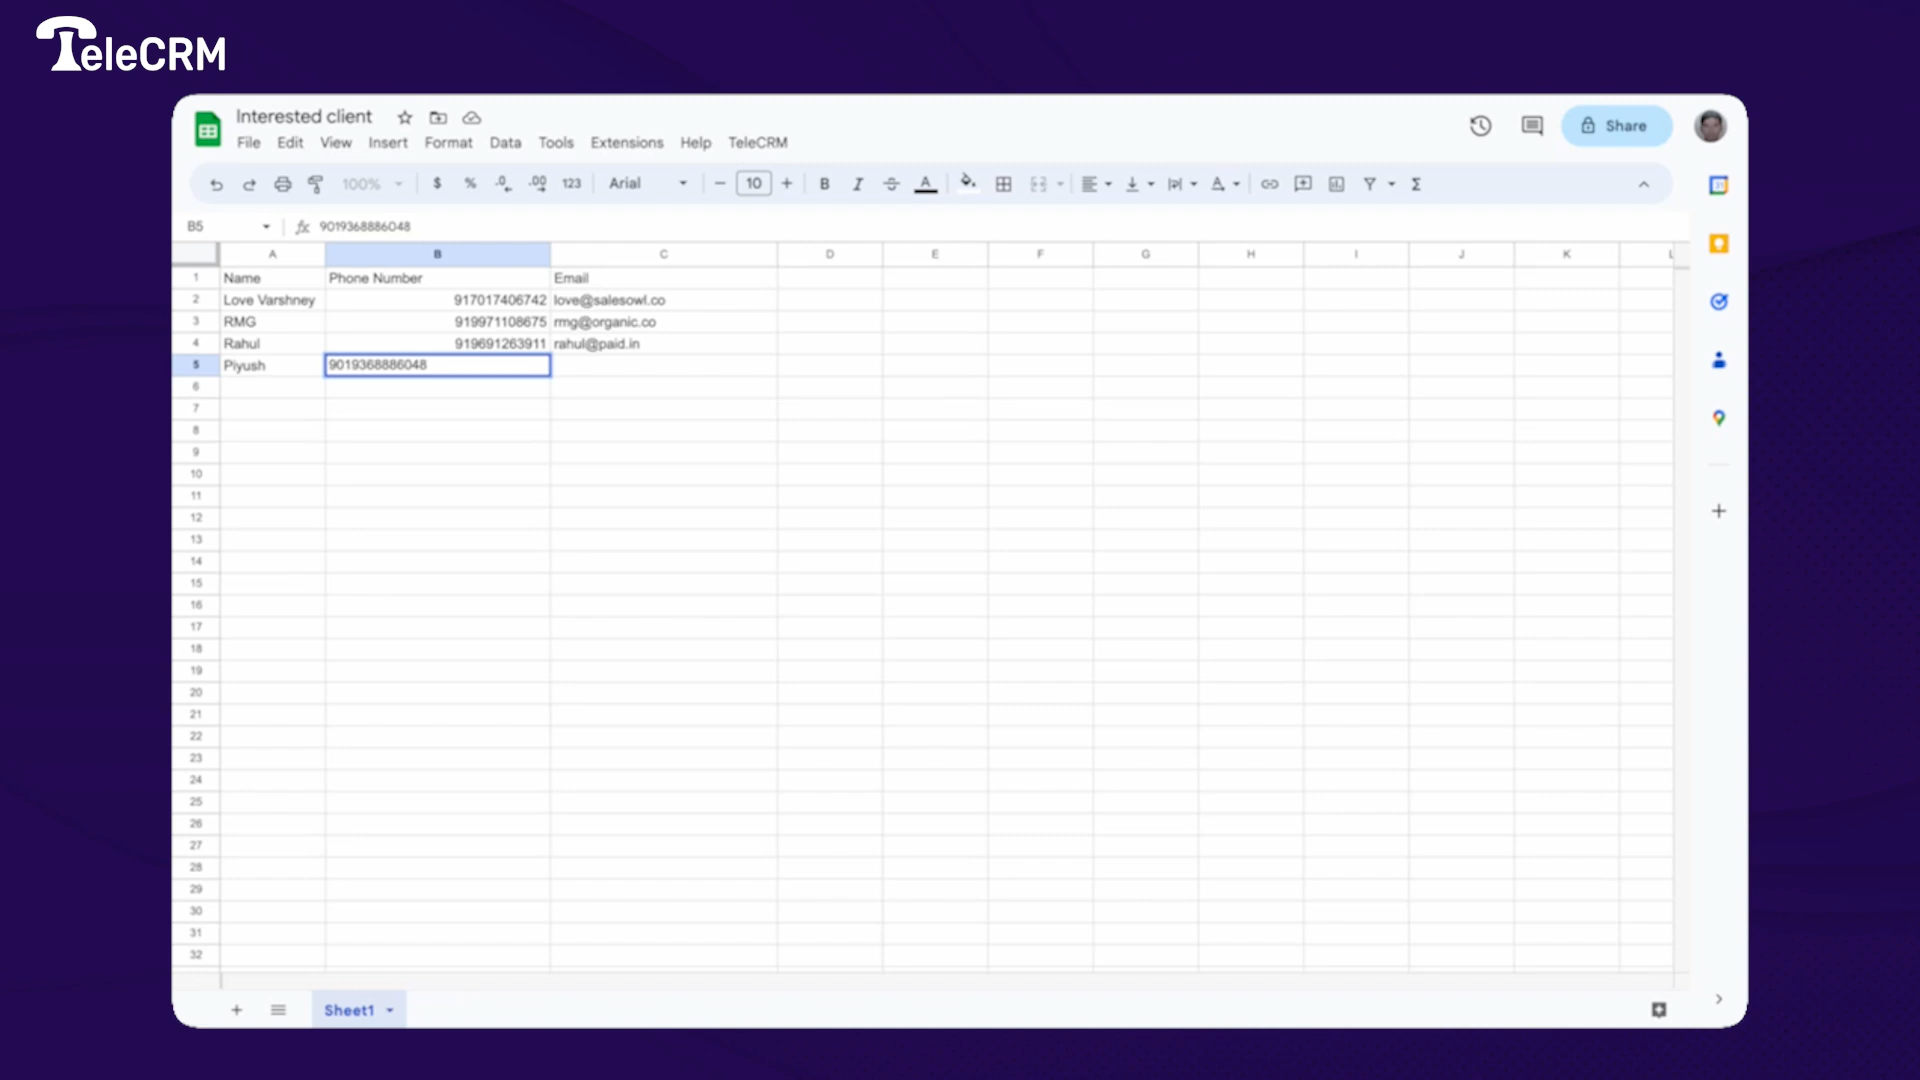 TeleCRM
Interested client
File Edit View Insert Format Data Tools Extensions Help TeleCRM
Share
100% $ % .0 .00 123 Arial 10 B I A A Σ
B5 fx 9019368886048
A B C D E F G H I J K L
1 Name Phone Number Email
2 Love Varshney 917017406742 love@salesowl.co
3 RMG 919971108675 rmg@organic.co
4 Rahul 919691263911 rahul@paid.in
5 Piyush 9019368886048
6
7
8
9
10
11
12
13
14
15
16
17
18
19
20
21
22
23
24
25
26
27
28
29
30
31
32
Sheet1